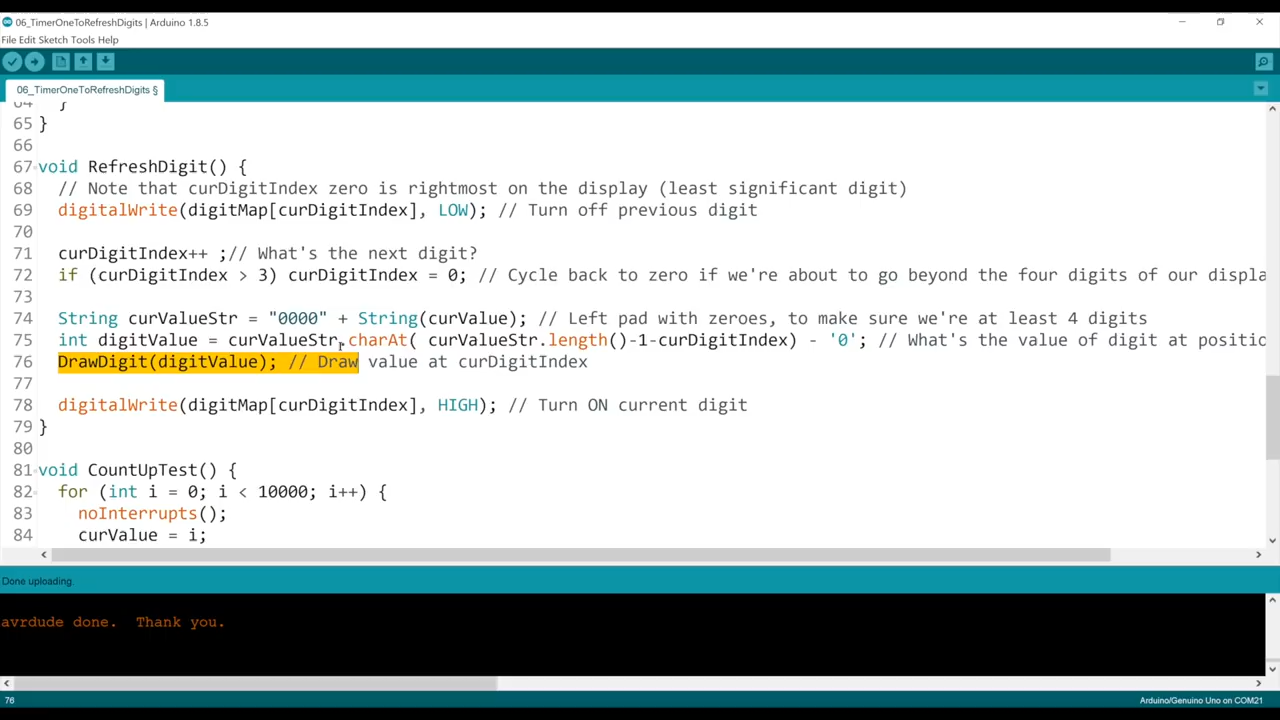 06_TimerOneToRefreshDigits | Arduino 1.8.5
File Edit Sketch Tools Help
06_TimerOneToRefreshDigits §
64 }
65 }
66
67 void RefreshDigit() {
68 // Note that curDigitIndex zero is rightmost on the display (least significant digit)
69 digitalWrite(digitMap[curDigitIndex], LOW); // Turn off previous digit
70
71 curDigitIndex++ ;// What's the next digit?
72 if (curDigitIndex > 3) curDigitIndex = 0; // Cycle back to zero if we're about to go beyond the four digits of our displa
73
74 String curValueStr = "0000" + String(curValue); // Left pad with zeroes, to make sure we're at least 4 digits
75 int digitValue = curValueStr.charAt( curValueStr.length()-1-curDigitIndex) - '0'; // What's the value of digit at positio
76 DrawDigit(digitValue); // Draw value at curDigitIndex
77
78 digitalWrite(digitMap[curDigitIndex], HIGH); // Turn ON current digit
79 }
80
81 void CountUpTest() {
82 for (int i = 0; i < 10000; i++) {
83 noInterrupts();
84 curValue = i;
Done uploading.
avrdude done.  Thank you.
76
Arduino/Genuino Uno on COM21